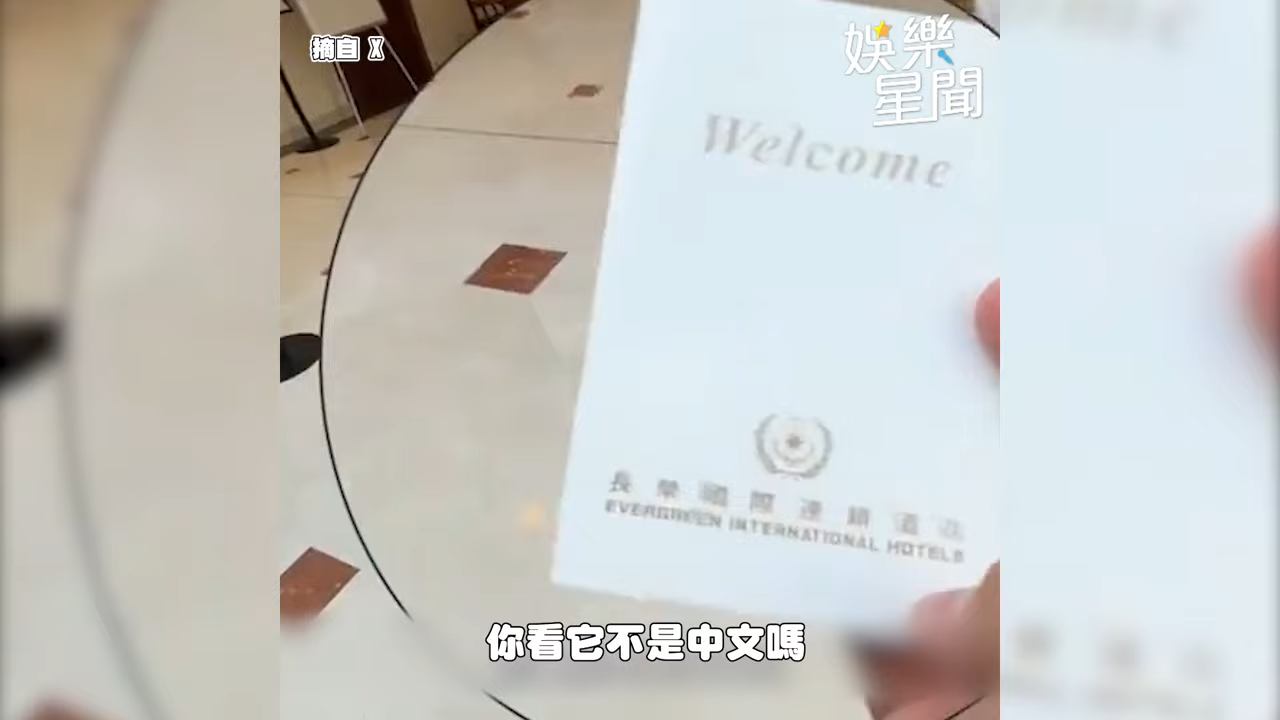 摘自 X
娛樂
星聞
Welcome
長榮國際連鎖酒店
EVERGREEN INTERNATIONAL HOTELS
你看它不是中文嗎